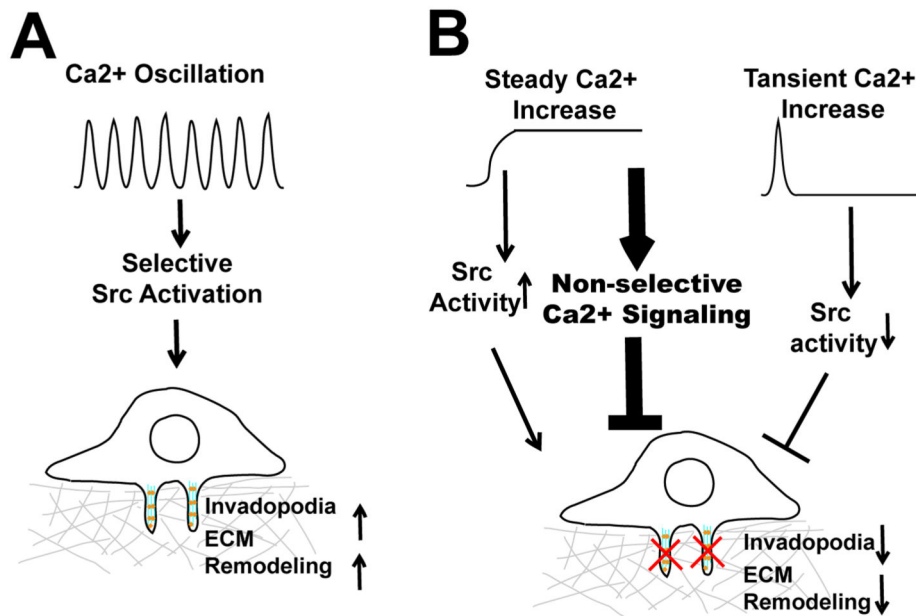 A
Ca2+ Oscillation
Selective
Src Activation
Invadopodia
ECM
Remodeling
B
Steady Ca2+
Increase
Tansient Ca2+
Increase
Src
Activity
Non-selective
Ca2+ Signaling
Src
activity
Invadopodia
ECM
Remodeling